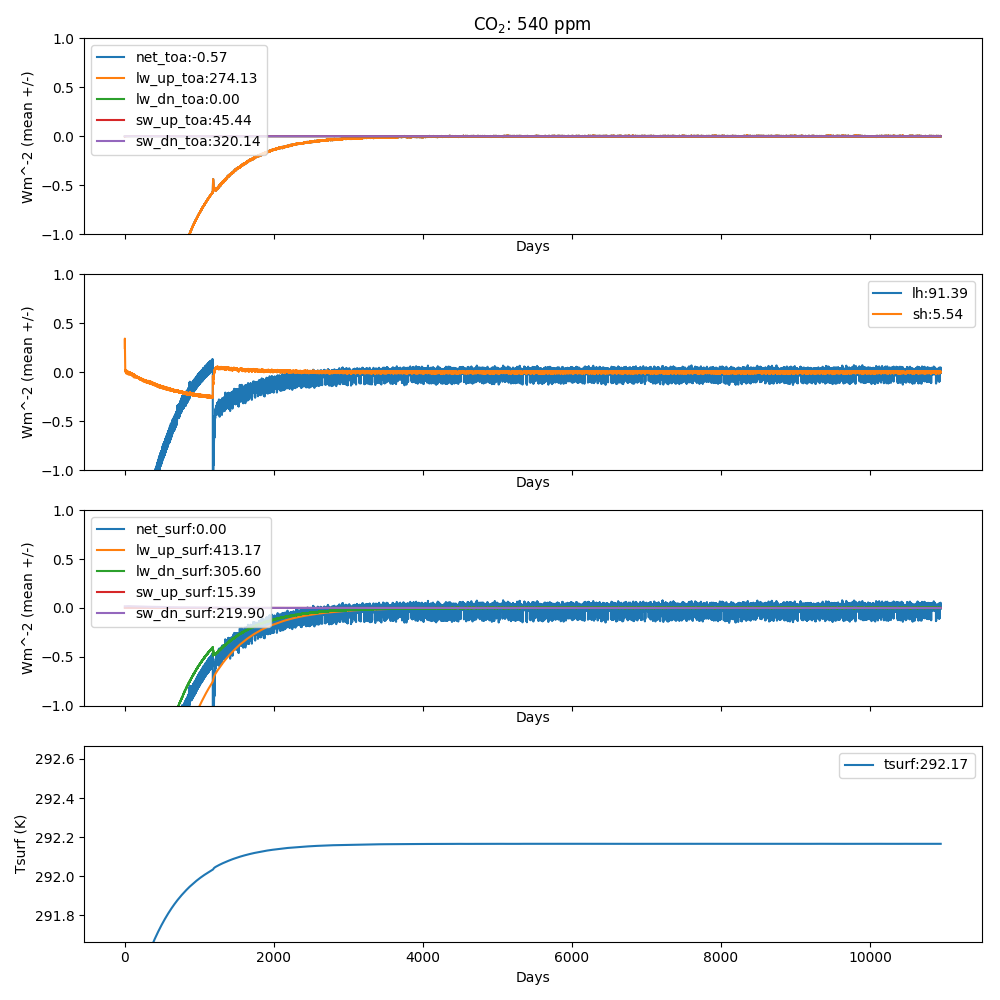 CO₂: 540 ppm
1.0
0.5
0.0
−0.5
−1.0
Wm^-2 (mean +/-)
net_toa:-0.57
lw_up_toa:274.13
lw_dn_toa:0.00
sw_up_toa:45.44
sw_dn_toa:320.14
Days
1.0
0.5
0.0
−0.5
−1.0
Wm^-2 (mean +/-)
lh:91.39
sh:5.54
Days
1.0
0.5
0.0
−0.5
−1.0
Wm^-2 (mean +/-)
net_surf:0.00
lw_up_surf:413.17
lw_dn_surf:305.60
sw_up_surf:15.39
sw_dn_surf:219.90
Days
292.6
292.4
292.2
292.0
291.8
Tsurf (K)
tsurf:292.17
0 2000 4000 6000 8000 10000
Days